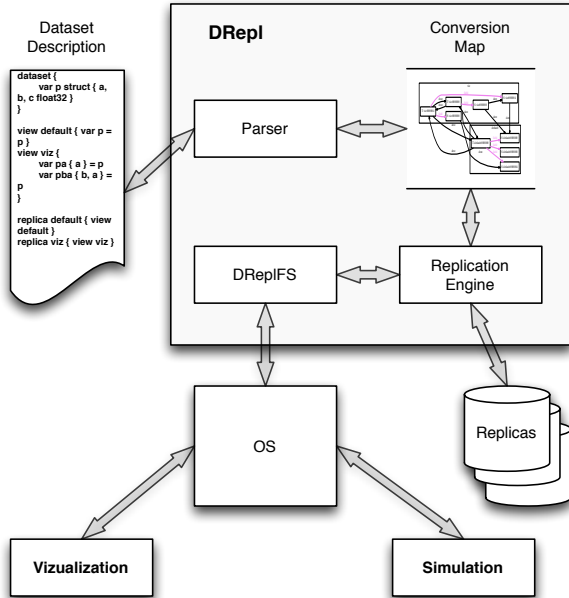 Dataset
Description
DRepl
Conversion
Map
dataset {
var p struct { a,
b, c float32 }
}
view default { var p =
p }
view viz {
var pa { a } = p
var pba { b, a } =
p
}
replica default { view
default }
replica viz { view viz }
Parser
DReplFS
Replication
Engine
OS
Replicas
Vizualization
Simulation